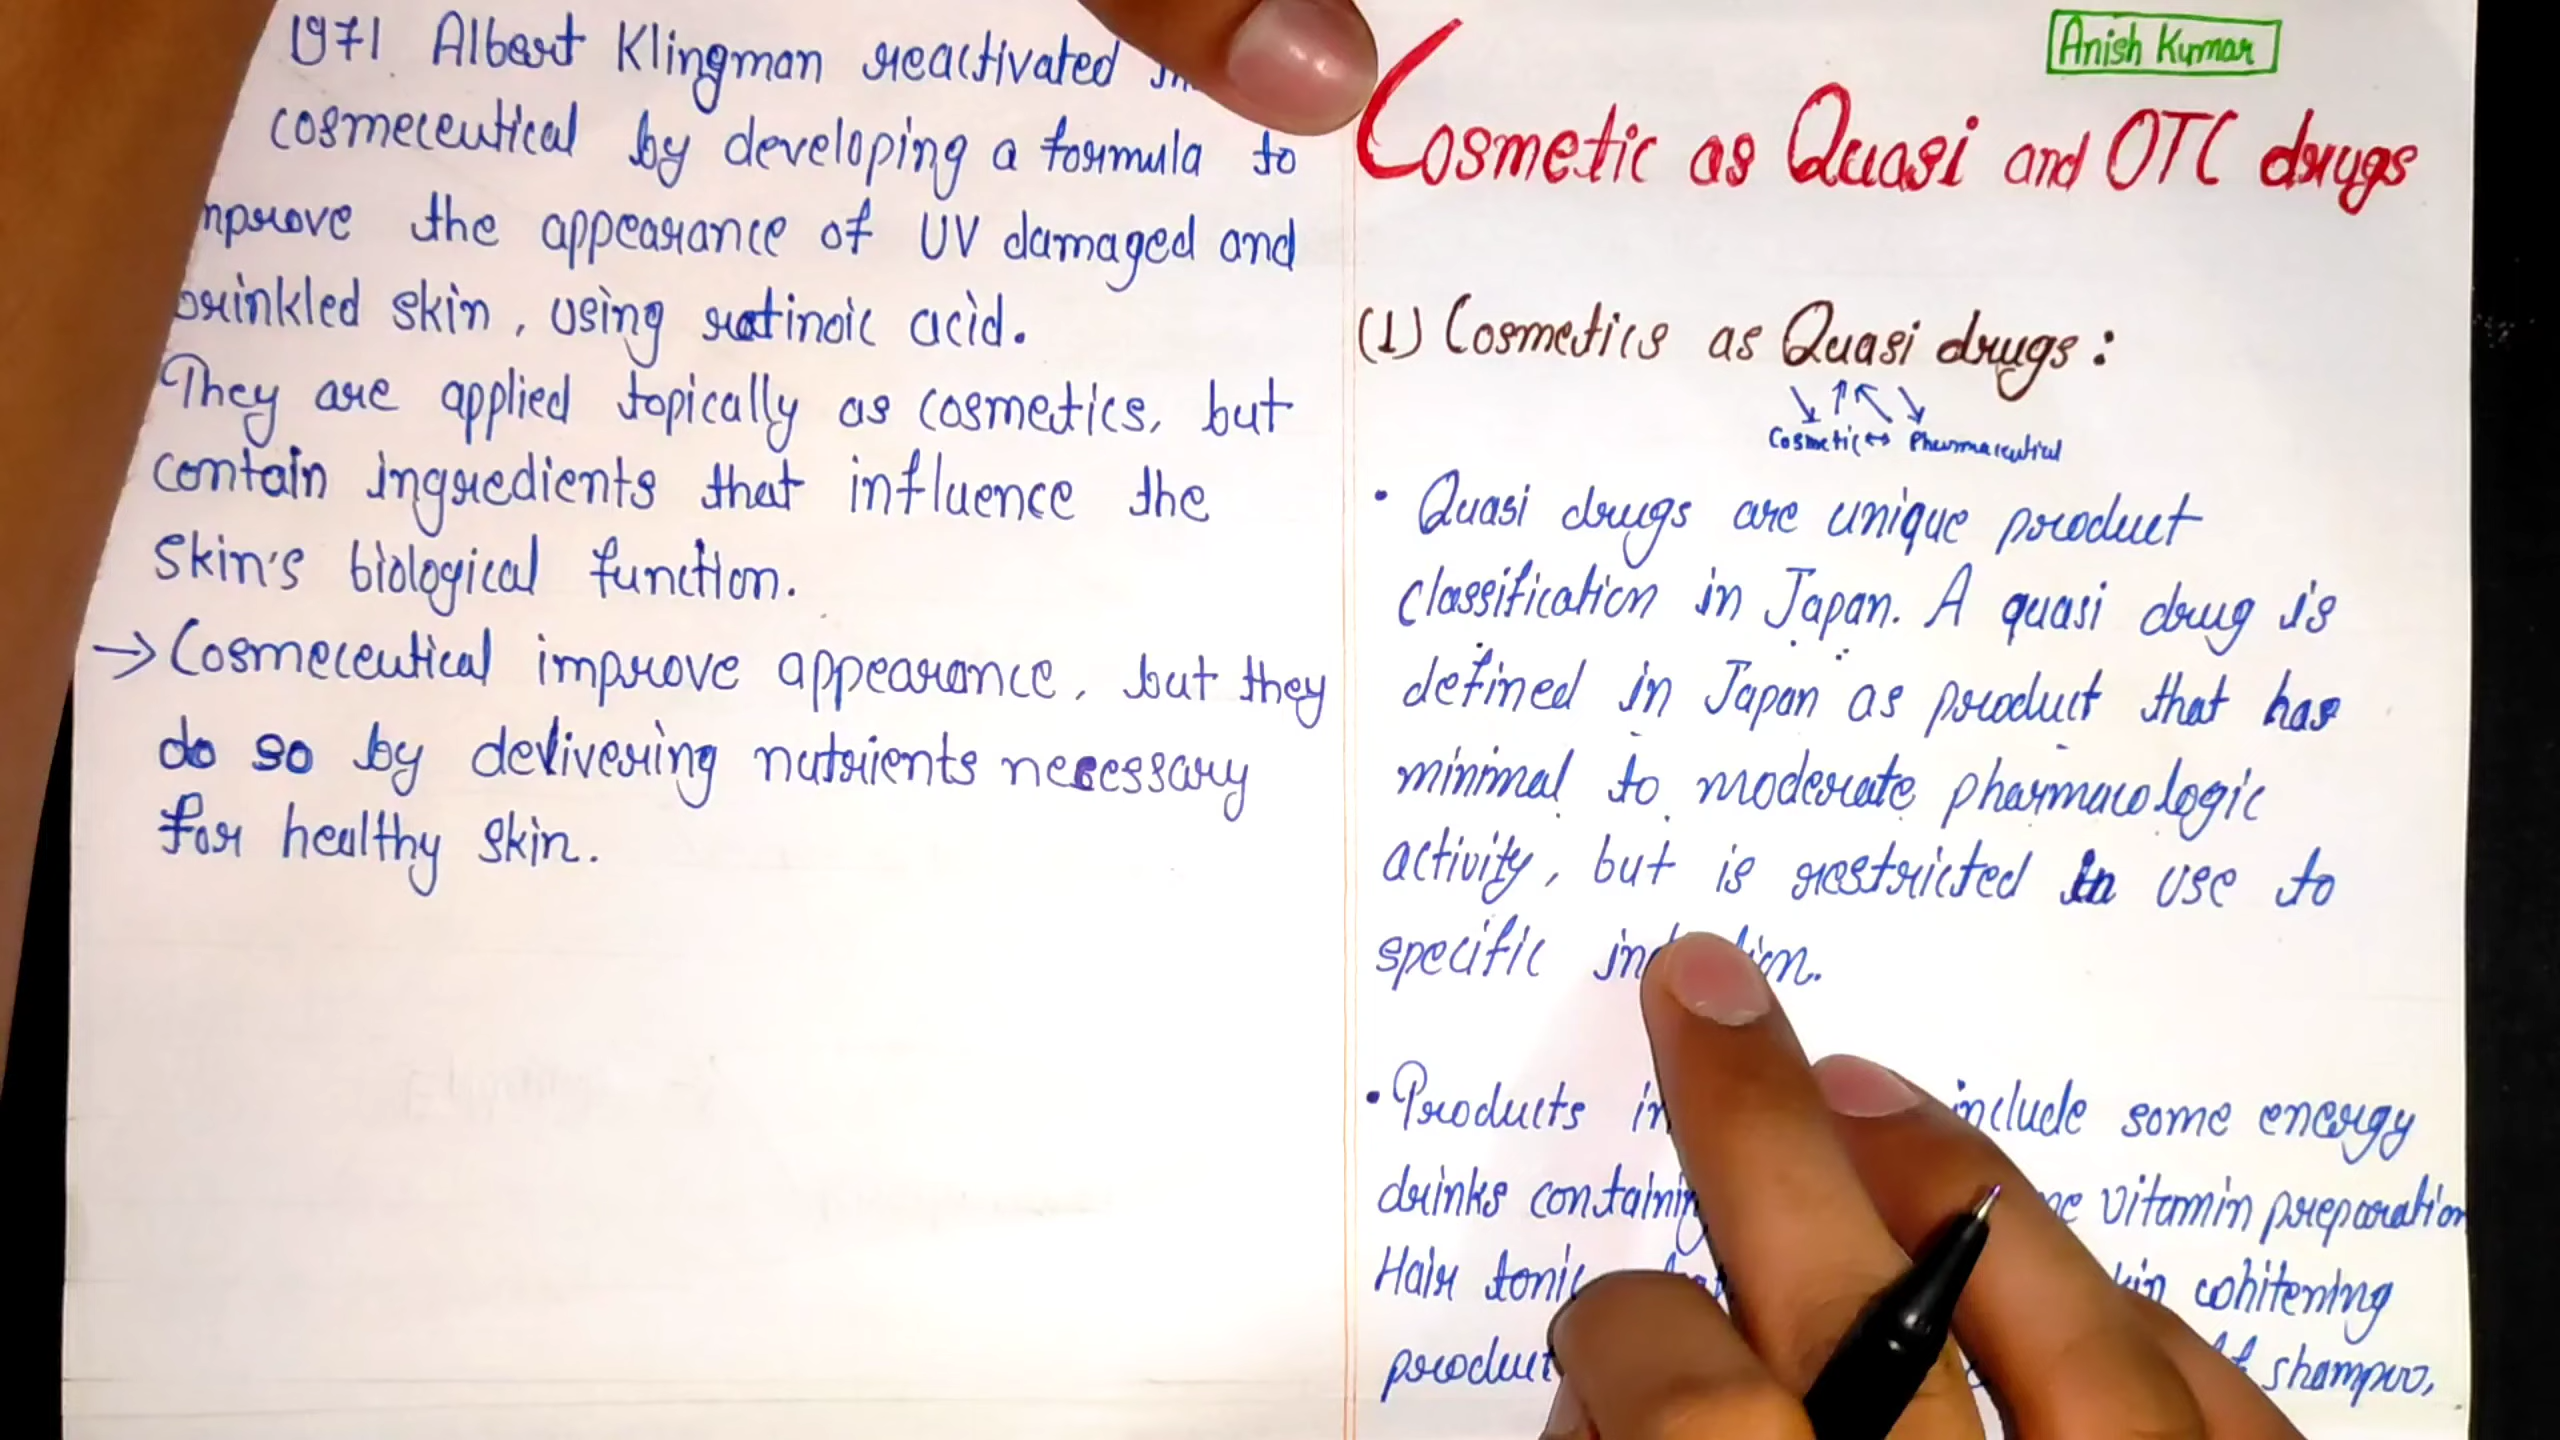 1971 Albert Klingman reactivated
cosmeceutical by developing a formula to
mprove the appearance of UV damaged and
wrinkled skin, using retinoic acid.
They are applied topically as cosmetics, but
contain ingredients that influence the
skin's biological function.
→ Cosmeceutical improve appearance, but they
do so by delivering nutrients necessary
for healthy skin.
Anish Kumar
Cosmetic as Quasi and OTC drugs
(1) Cosmetics as Quasi drugs:
Cosmetic ↔ Pharmaceutical
• Quasi drugs are unique product
classification in Japan. A quasi drug is
defined in Japan as product that has
minimal to moderate pharmacologic
activity, but is restricted in use to
specific
• Products include some energy
drinks containing vitamin preparation
Hair tonic whitening
product shampoo,